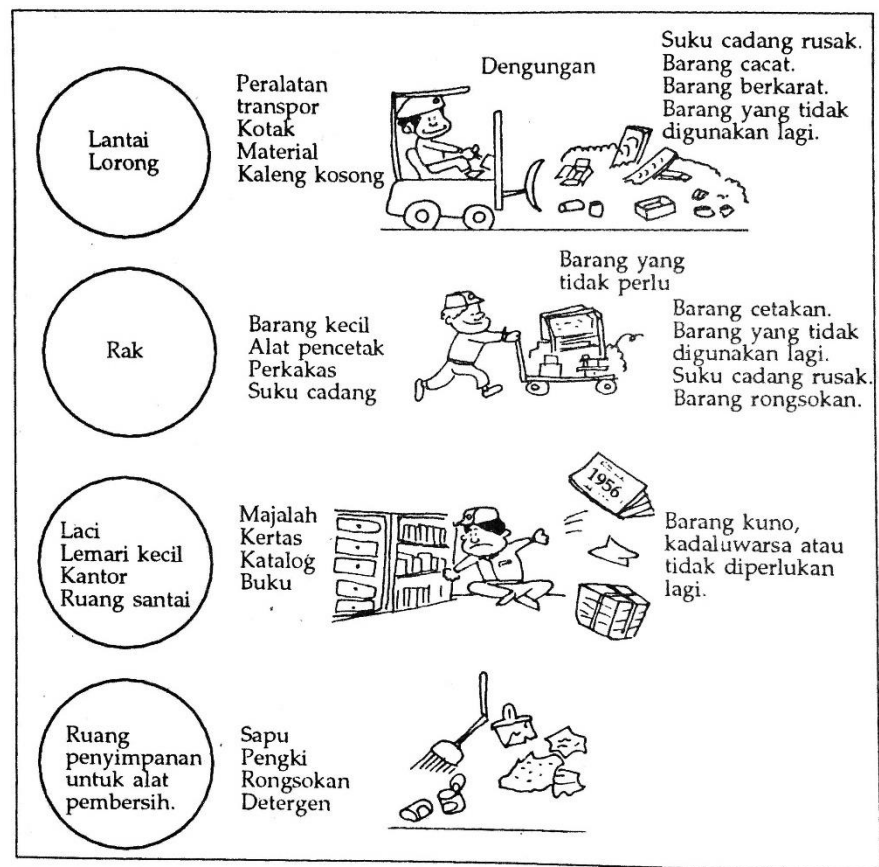 Lantai
Lorong
Peralatan
transpor
Kotak
Material
Kaleng kosong
Dengungan
Suku cadang rusak.
Barang cacat.
Barang berkarat.
Barang yang tidak
digunakan lagi.
Rak
Barang kecil
Alat pencetak
Perkakas
Suku cadang
Barang yang
tidak perlu
Barang cetakan.
Barang yang tidak
digunakan lagi.
Suku cadang rusak.
Barang rongsokan.
Laci
Lemari kecil
Kantor
Ruang santai
Majalah
Kertas
Katalog
Buku
1956
Barang kuno,
kadaluwarsa atau
tidak diperlukan
lagi.
Ruang
penyimpanan
untuk alat
pembersih.
Sapu
Pengki
Rongsokan
Detergen